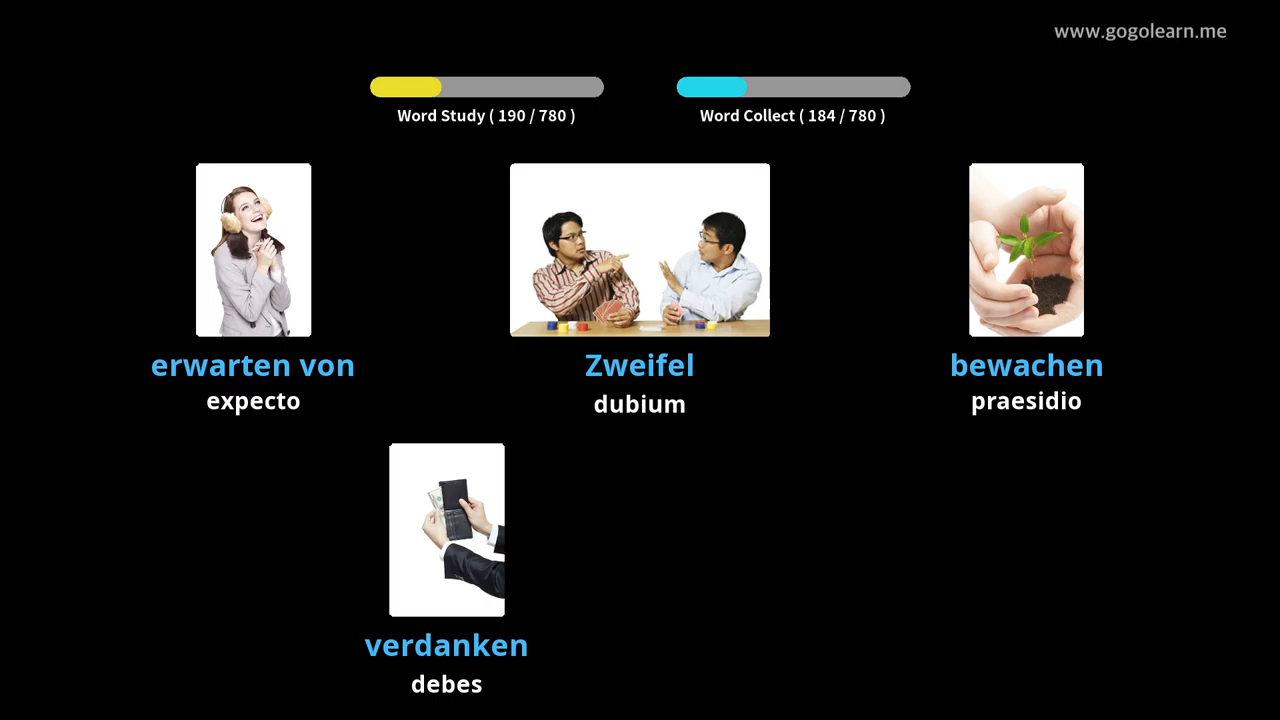 www.gogolearn.me
Word Study ( 190 / 780 )
Word Collect ( 184 / 780 )
erwarten von
expecto
Zweifel
dubium
bewachen
praesidio
verdanken
debes